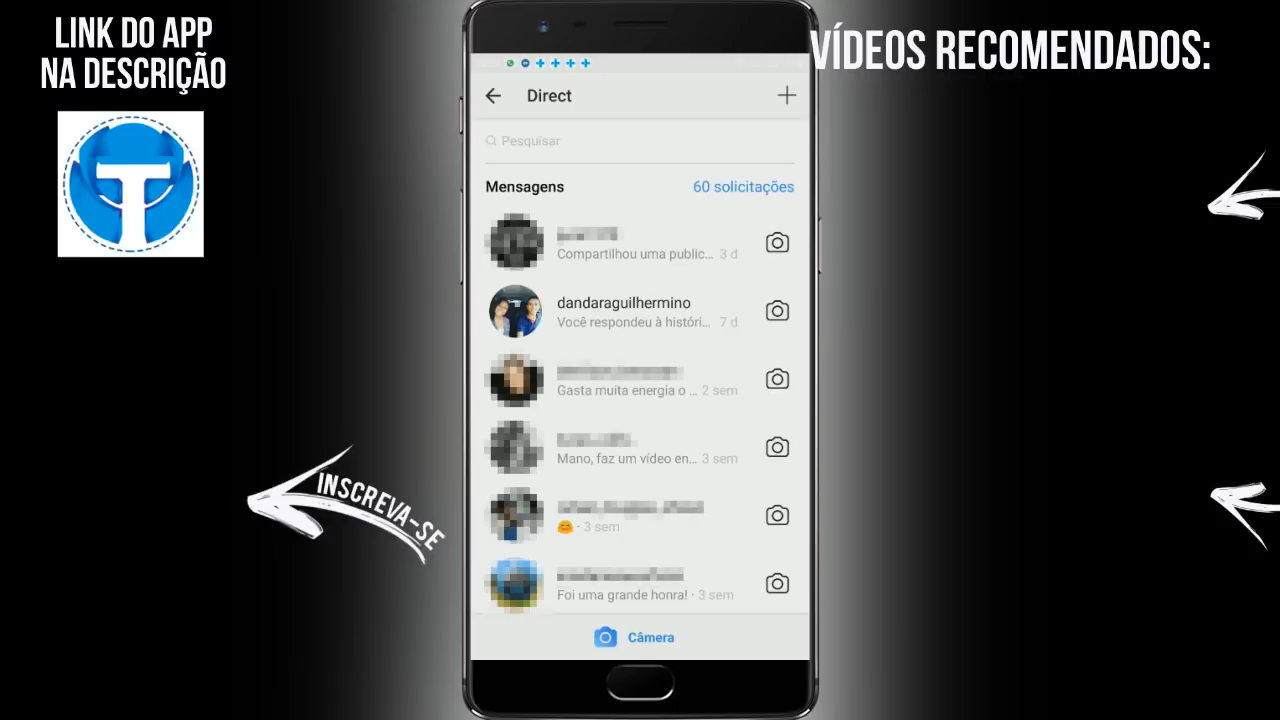 LINK DO APP
NA DESCRIÇÃO
VÍDEOS RECOMENDADOS:
Direct
Pesquisar
Mensagens
60 solicitações
Compartilhou uma public... 3 d
dandaraguilhermino
Você respondeu à históri... 7 d
Gasta muita energia o ... 2 sem
Mano, faz um vídeo en... 3 sem
😊 · 3 sem
Foi uma grande honra! · 3 sem
Câmera
INSCREVA-SE
T